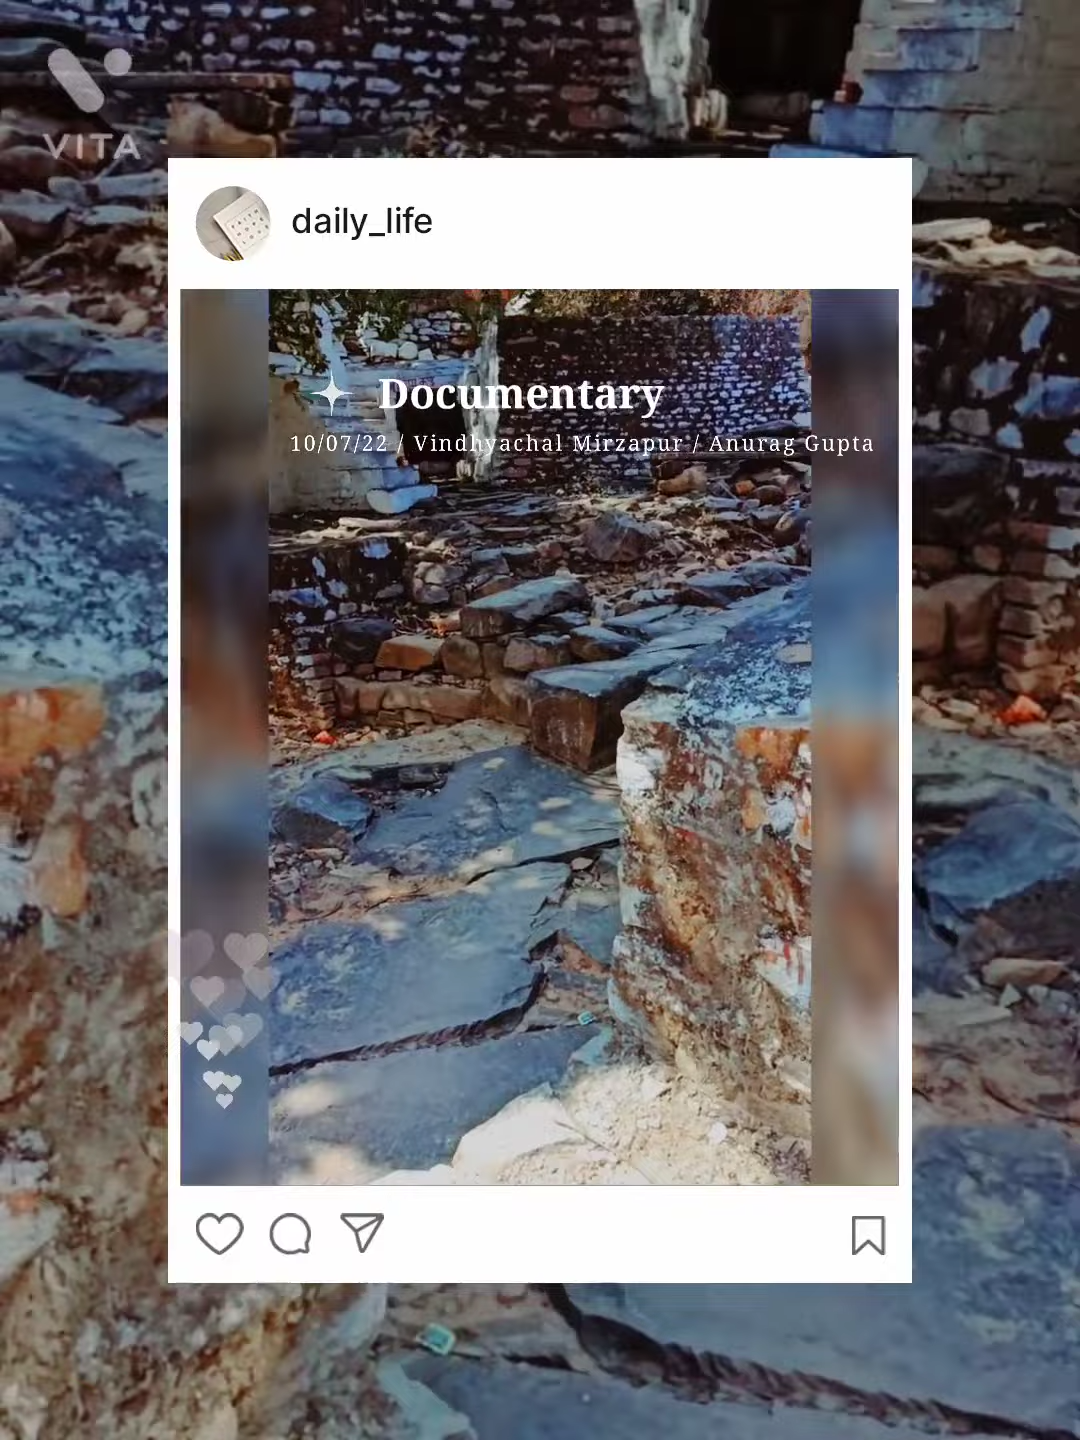 VITA
daily_life
Documentary
10/07/22 / Vindhyachal Mirzapur / Anurag Gupta